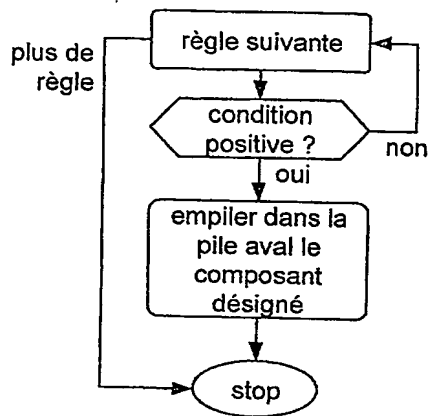 règle suivante
plus de
règle
condition
positive ?
non
oui
empiler dans la
pile aval le
composant
désigné
stop